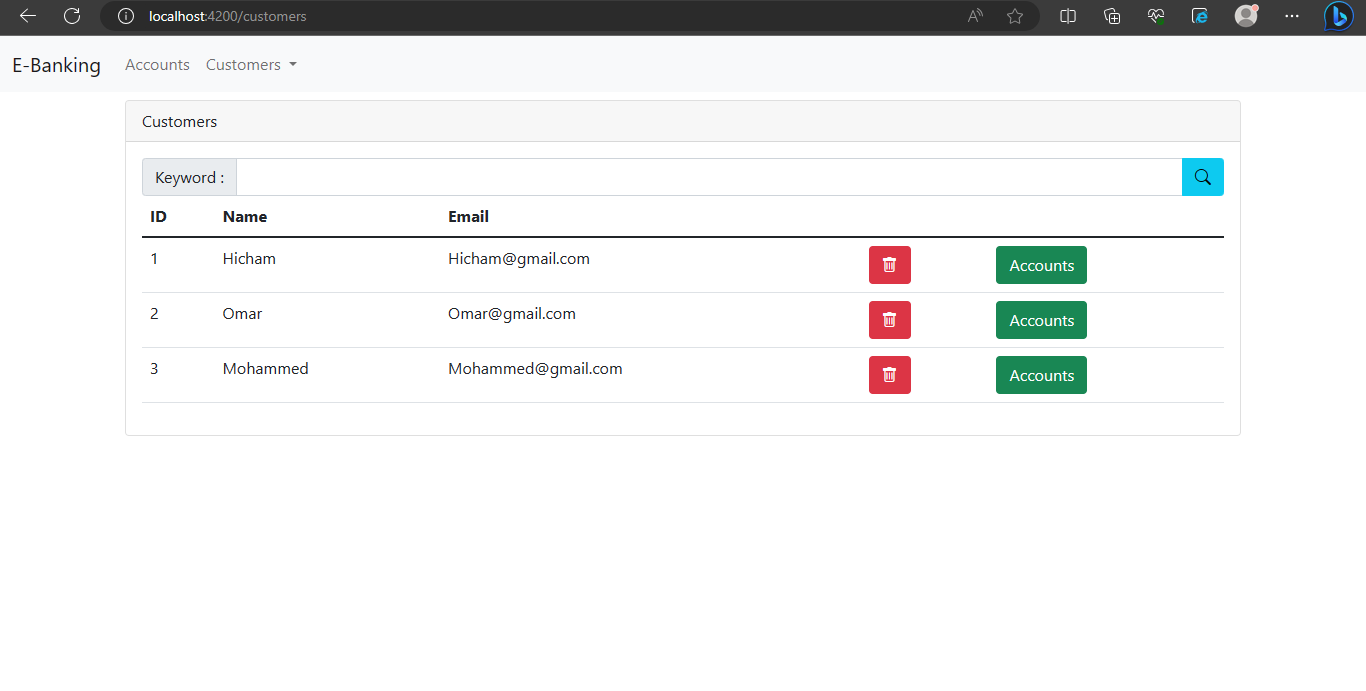 localhost:4200/customers
E-Banking Accounts Customers
Customers
Keyword :
ID Name Email
1 Hicham Hicham@gmail.com Accounts
2 Omar Omar@gmail.com Accounts
3 Mohammed Mohammed@gmail.com Accounts